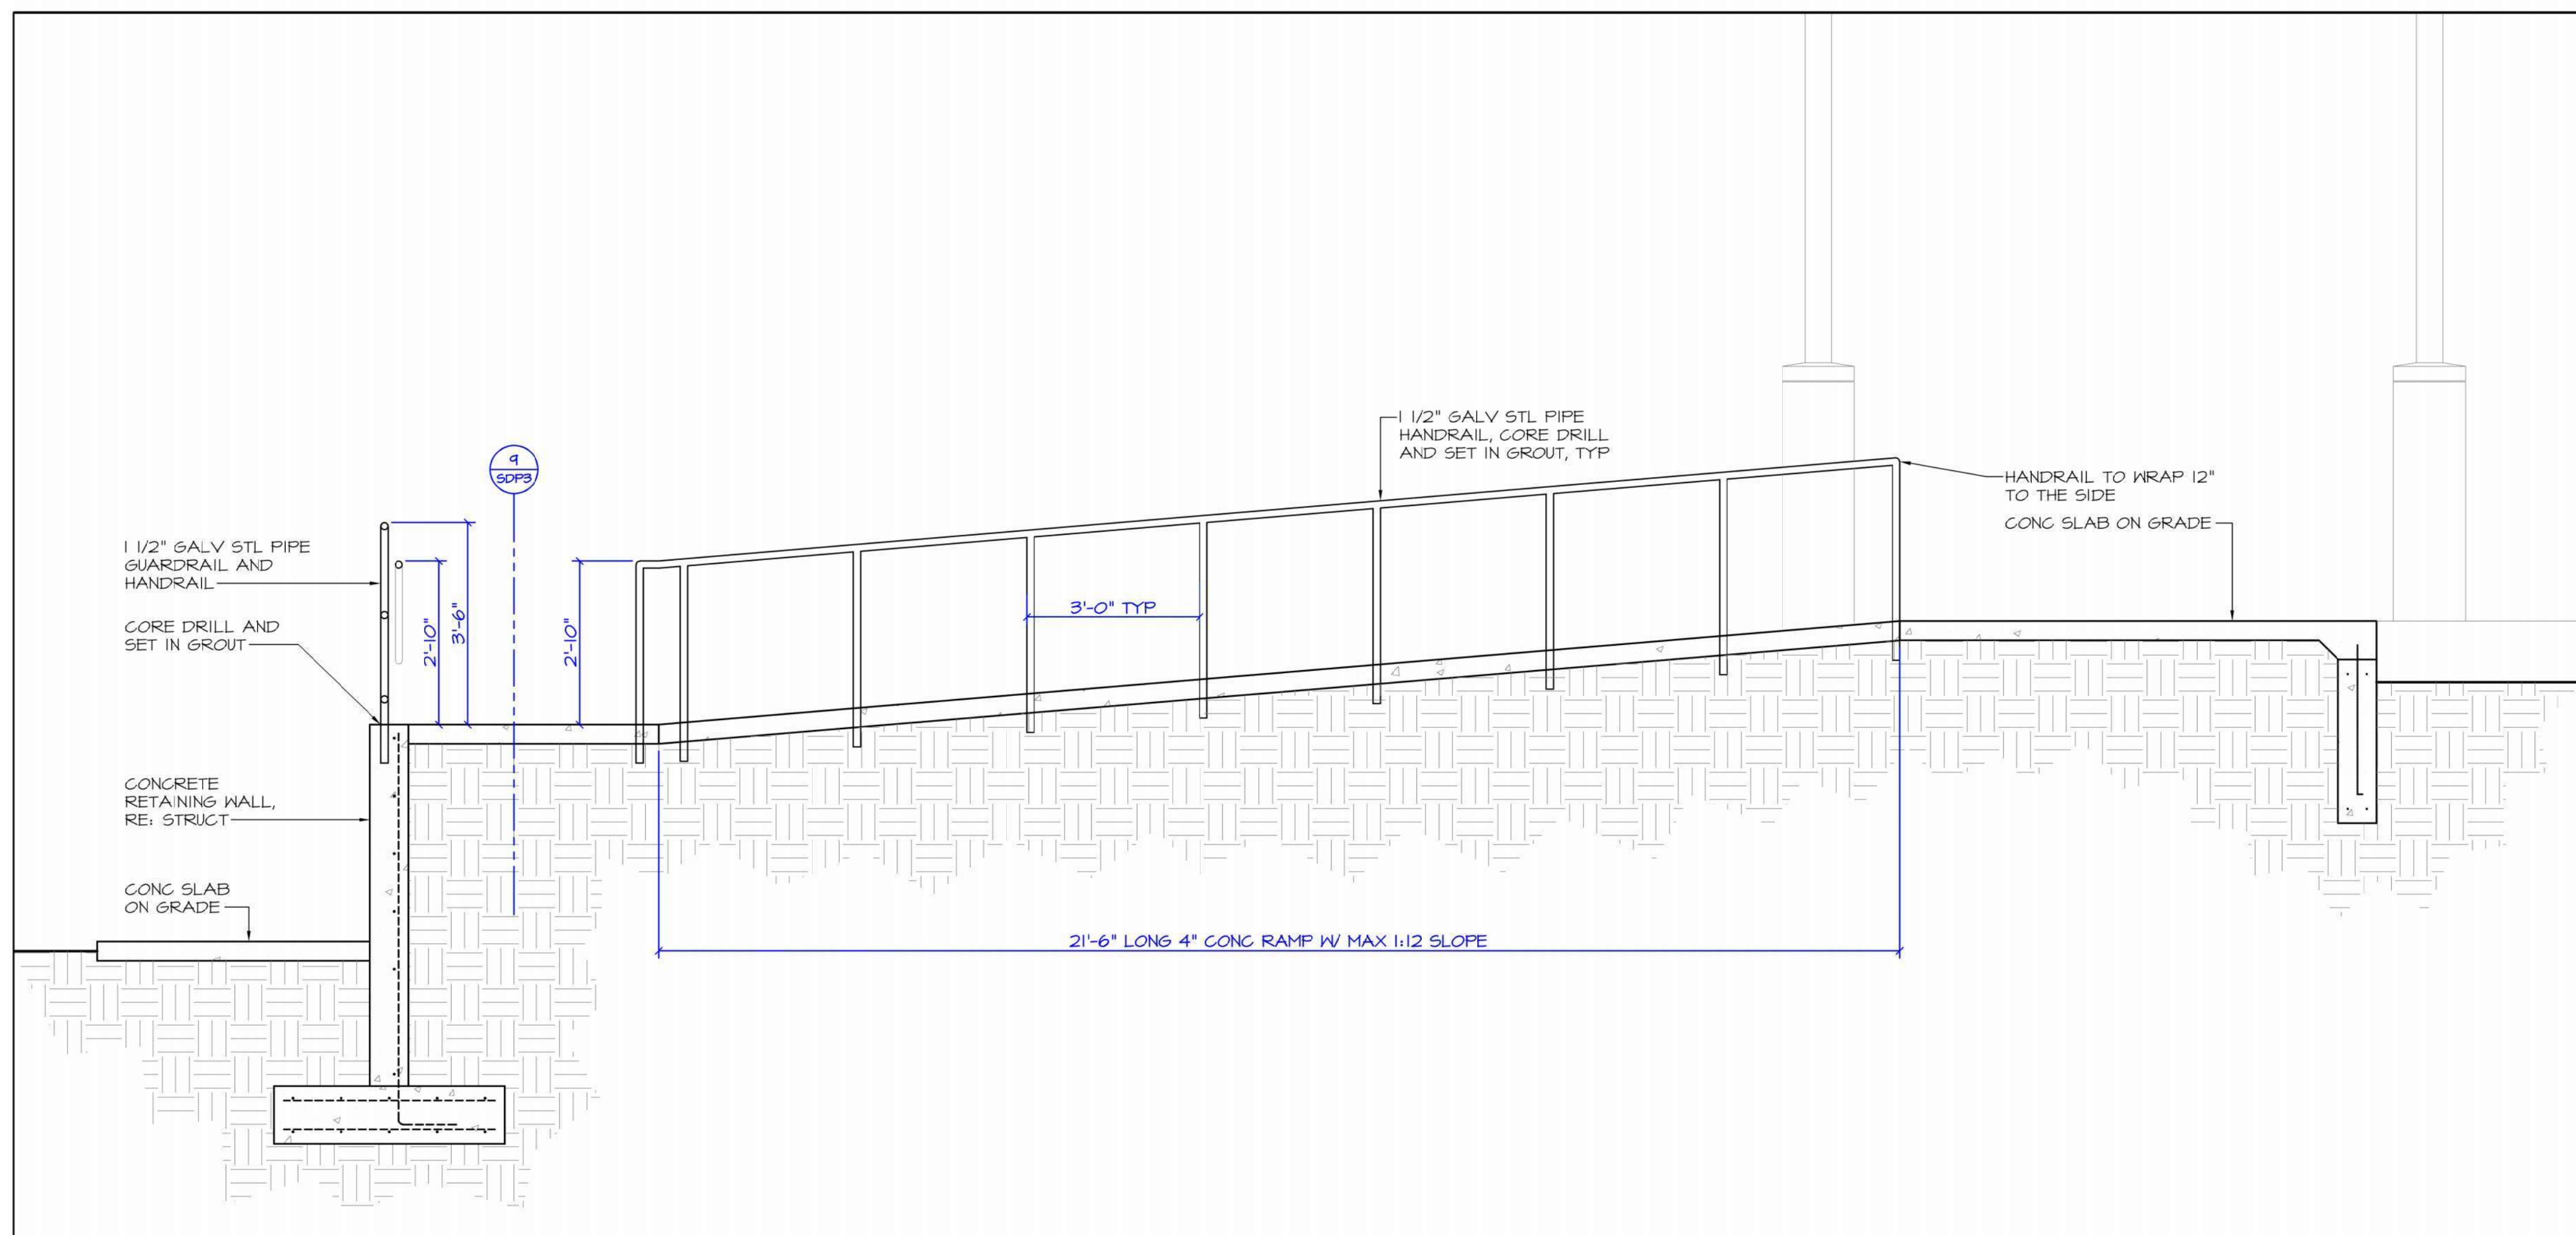 1 1/2" GALV STL PIPE
HANDRAIL, CORE DRILL
AND SET IN GROUT, TYP
9
SDP3
HANDRAIL TO WRAP 12"
TO THE SIDE
CONC SLAB ON GRADE
1 1/2" GALV STL PIPE
GUARDRAIL AND
HANDRAIL
2'-10"
3'-6"
2'-10"
3'-0" TYP
CORE DRILL AND
SET IN GROUT
CONCRETE
RETAINING WALL,
RE: STRUCT
CONC SLAB
ON GRADE
21'-6" LONG 4" CONC RAMP W/ MAX 1:12 SLOPE